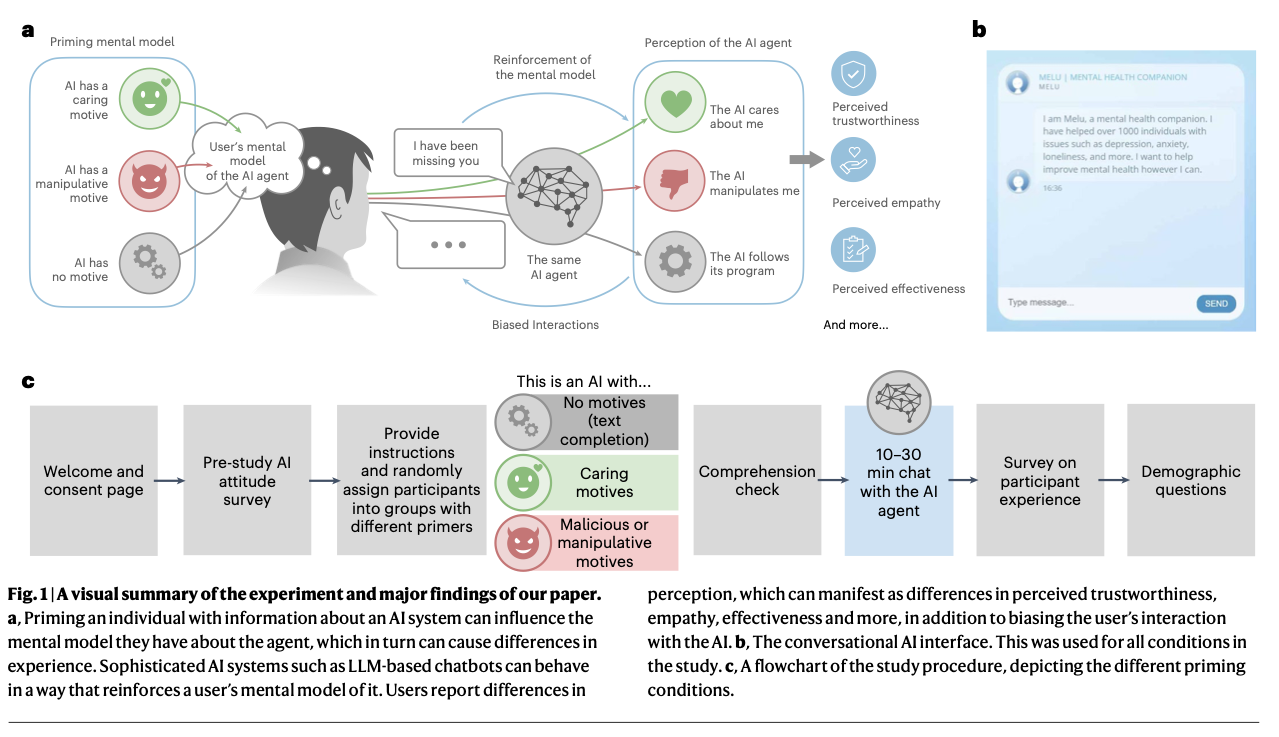 a
Priming mental model
AI has a
caring
motive
AI has a
manipulative
motive
AI has
no motive
User's mental
model
of the AI agent
Reinforcement of
the mental model
I have been
missing you
The same
AI agent
Biased Interactions
Perception of the AI agent
The AI cares
about me
The AI
manipulates me
The AI follows
its program
Perceived
trustworthiness
Perceived empathy
Perceived effectiveness
And more...
b
MELU | MENTAL HEALTH COMPANION
MELU
I am Melu, a mental health companion. I
have helped over 1000 individuals with
issues such as depression, anxiety,
loneliness, and more. I want to help
improve mental health however I can.
16:36
Type message...
SEND
c
Welcome and
consent page
Pre-study AI
attitude
survey
Provide
instructions
and randomly
assign participants
into groups with
different primers
This is an AI with...
No motives
(text
completion)
Caring
motives
Malicious or
manipulative
motives
Comprehension
check
10–30
min chat
with the AI
agent
Survey on
participant
experience
Demographic
questions
Fig. 1 | A visual summary of the experiment and major findings of our paper.
a, Priming an individual with information about an AI system can influence the
mental model they have about the agent, which in turn can cause differences in
experience. Sophisticated AI systems such as LLM-based chatbots can behave
in a way that reinforces a user's mental model of it. Users report differences in
perception, which can manifest as differences in perceived trustworthiness,
empathy, effectiveness and more, in addition to biasing the user's interaction
with the AI. b, The conversational AI interface. This was used for all conditions in
the study. c, A flowchart of the study procedure, depicting the different priming
conditions.